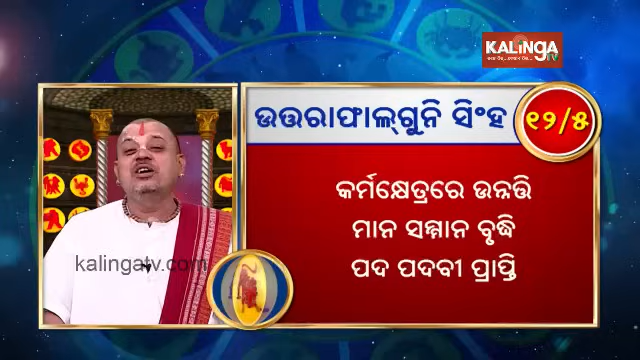 KALINGA TV
ଉତ୍ତରାଫାଲ୍‌ଗୁନି ସିଂହ
୧୨/୫
କର୍ମକ୍ଷେତ୍ରରେ ଉନ୍ନତ୍ତି
ମାନ ସମ୍ମାନ ବୃଦ୍ଧି
ପଦ ପଦବୀ ପ୍ରାପ୍ତି
kalingatv.com